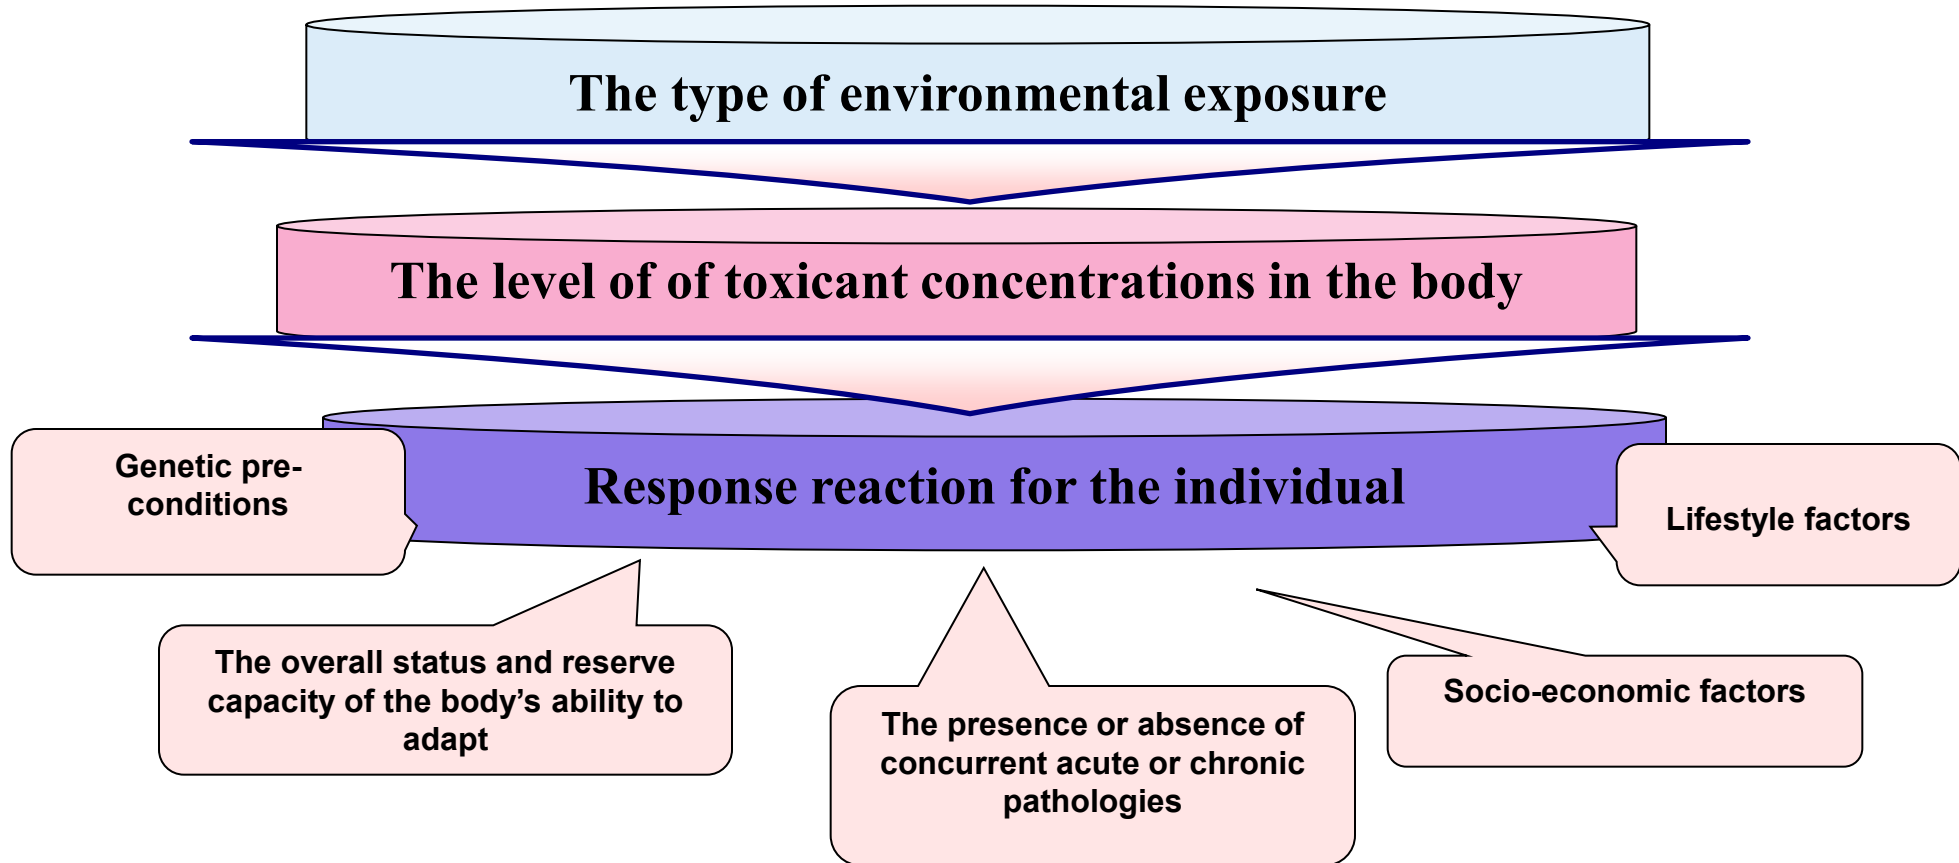 The type of environmental exposure
The level of of toxicant concentrations in the body
Response reaction for the individual
Genetic pre-
conditions
Lifestyle factors
The overall status and reserve
capacity of the body’s ability to
adapt
The presence or absence of
concurrent acute or chronic
pathologies
Socio-economic factors